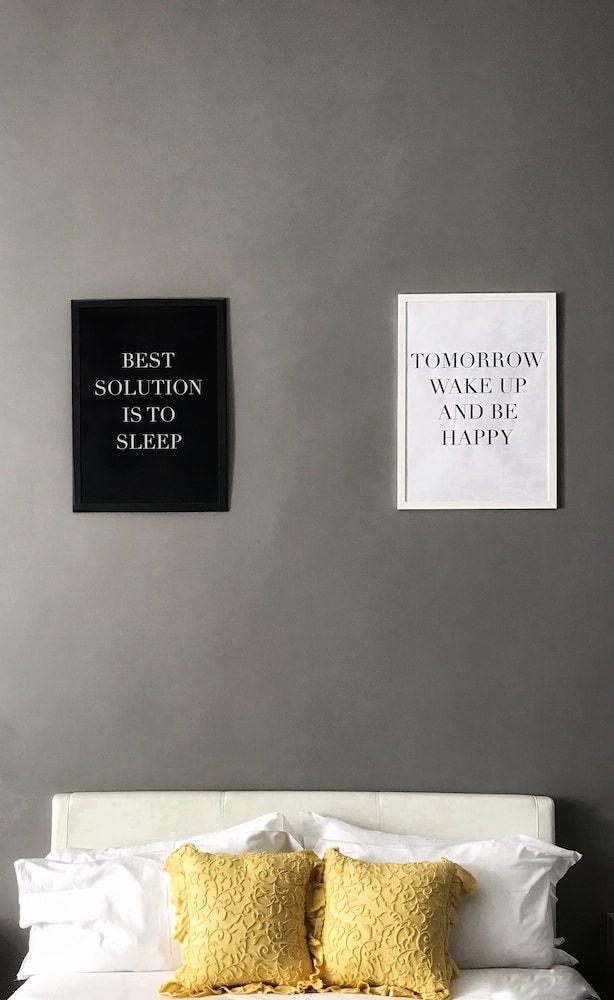 BEST
SOLUTION
IS TO
SLEEP
TOMORROW
WAKE UP
AND BE
HAPPY